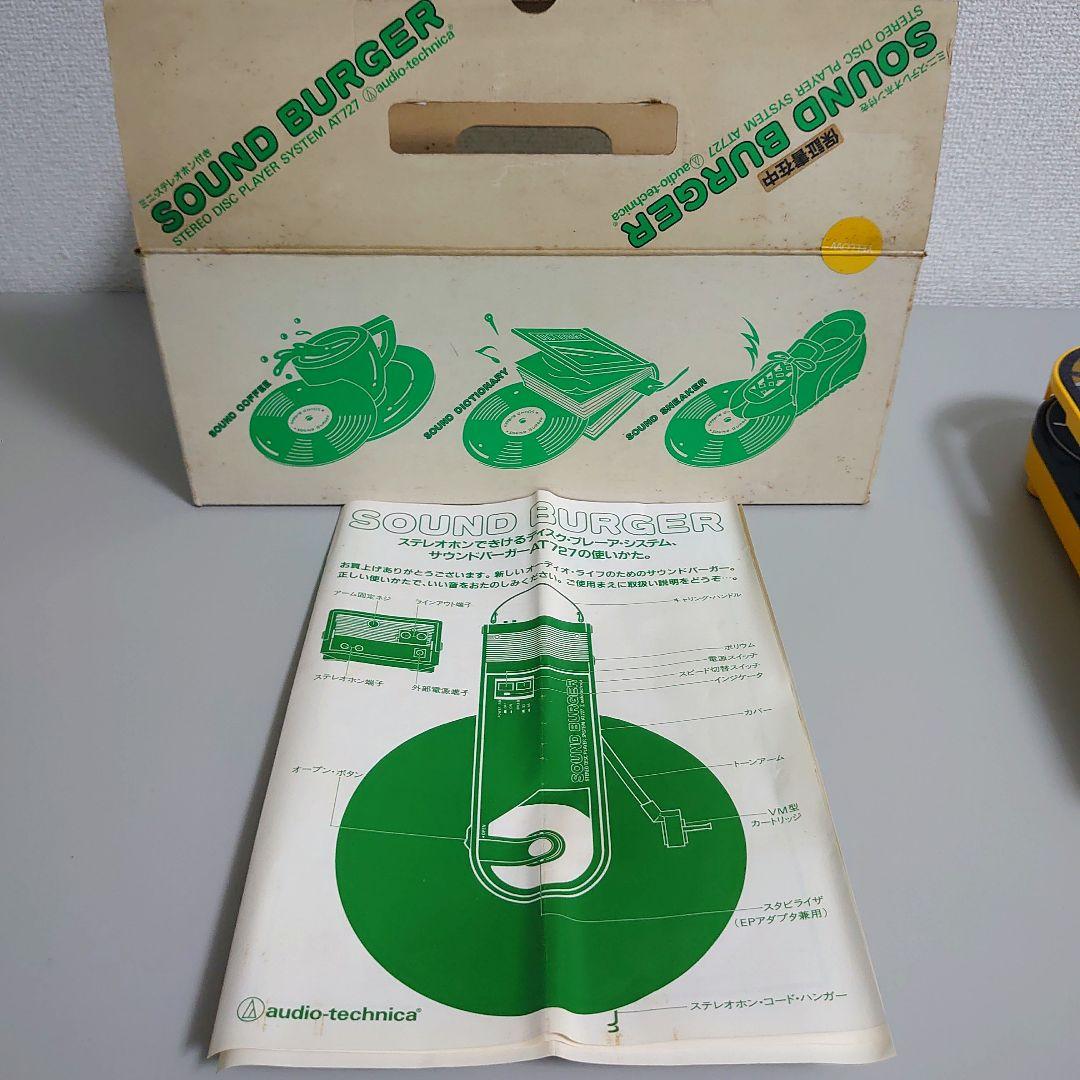 ミニ・ステレオホン付き
SOUND BURGER
STEREO DISC PLAYER SYSTEM AT727 audio-technica®
ミニ・ステレオホン付き
SOUND BURGER
STEREO DISC PLAYER SYSTEM AT727 audio-technica®
保証書在中
YELLOW
SOUND COFFEE
SOUND DICTIONARY
SOUND SNEAKER
SOUND BURGER
ステレオホンできけるディスク・プレーア・システム、
サウンドバーガーAT727の使いかた。
お買上げありがとうございます。新しいオーディオ・ライフのためのサウンドバーガー。
正しい使いかたで、いい音をおたのしみください。ご使用まえに取扱い説明をどうぞ…。
アーム固定ネジ
ラインアウト端子
キャリング・ハンドル
ステレオホン端子
外部電源端子
ボリウム
電源スイッチ
スピード切替スイッチ
インジケータ
カバー
SOUND BURGER
STEREO DISC PLAYER SYSTEM AT727
トーンアーム
オープン・ボタン
VM型
カートリッジ
OPEN
スタビライザ
(EPアダプタ兼用)
ステレオホン・コード・ハンガー
audio-technica®